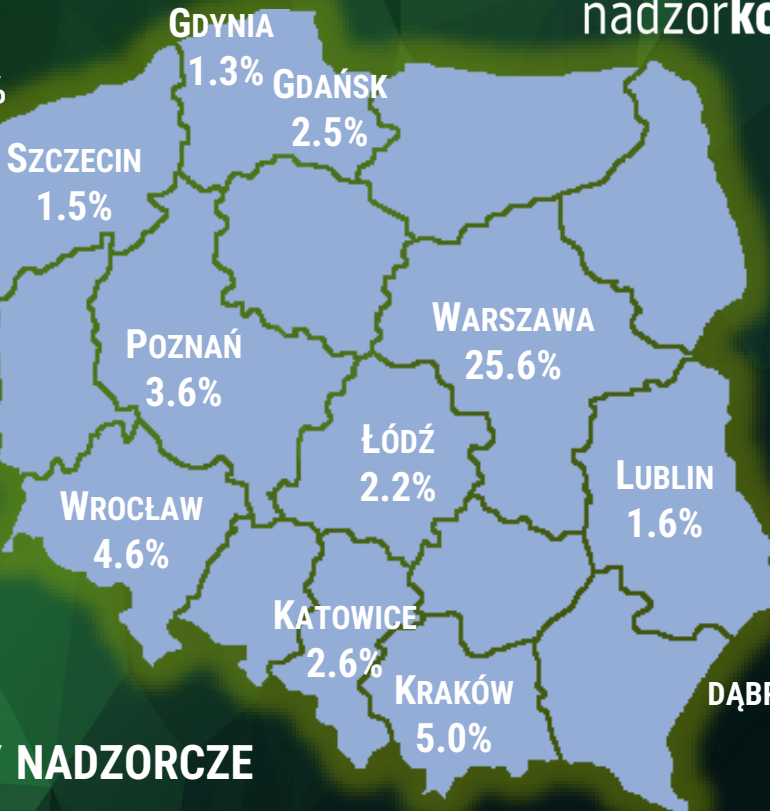 GDYNIA
1.3%
nadzorko
GDAŃSK
2.5%
%
SZCZECIN
1.5%
WARSZAWA
25.6%
POZNAŃ
3.6%
ŁÓDŹ
2.2%
LUBLIN
1.6%
WROCŁAW
4.6%
KATOWICE
2.6%
KRAKÓW
5.0%
DĄBR
Y NADZORCZE